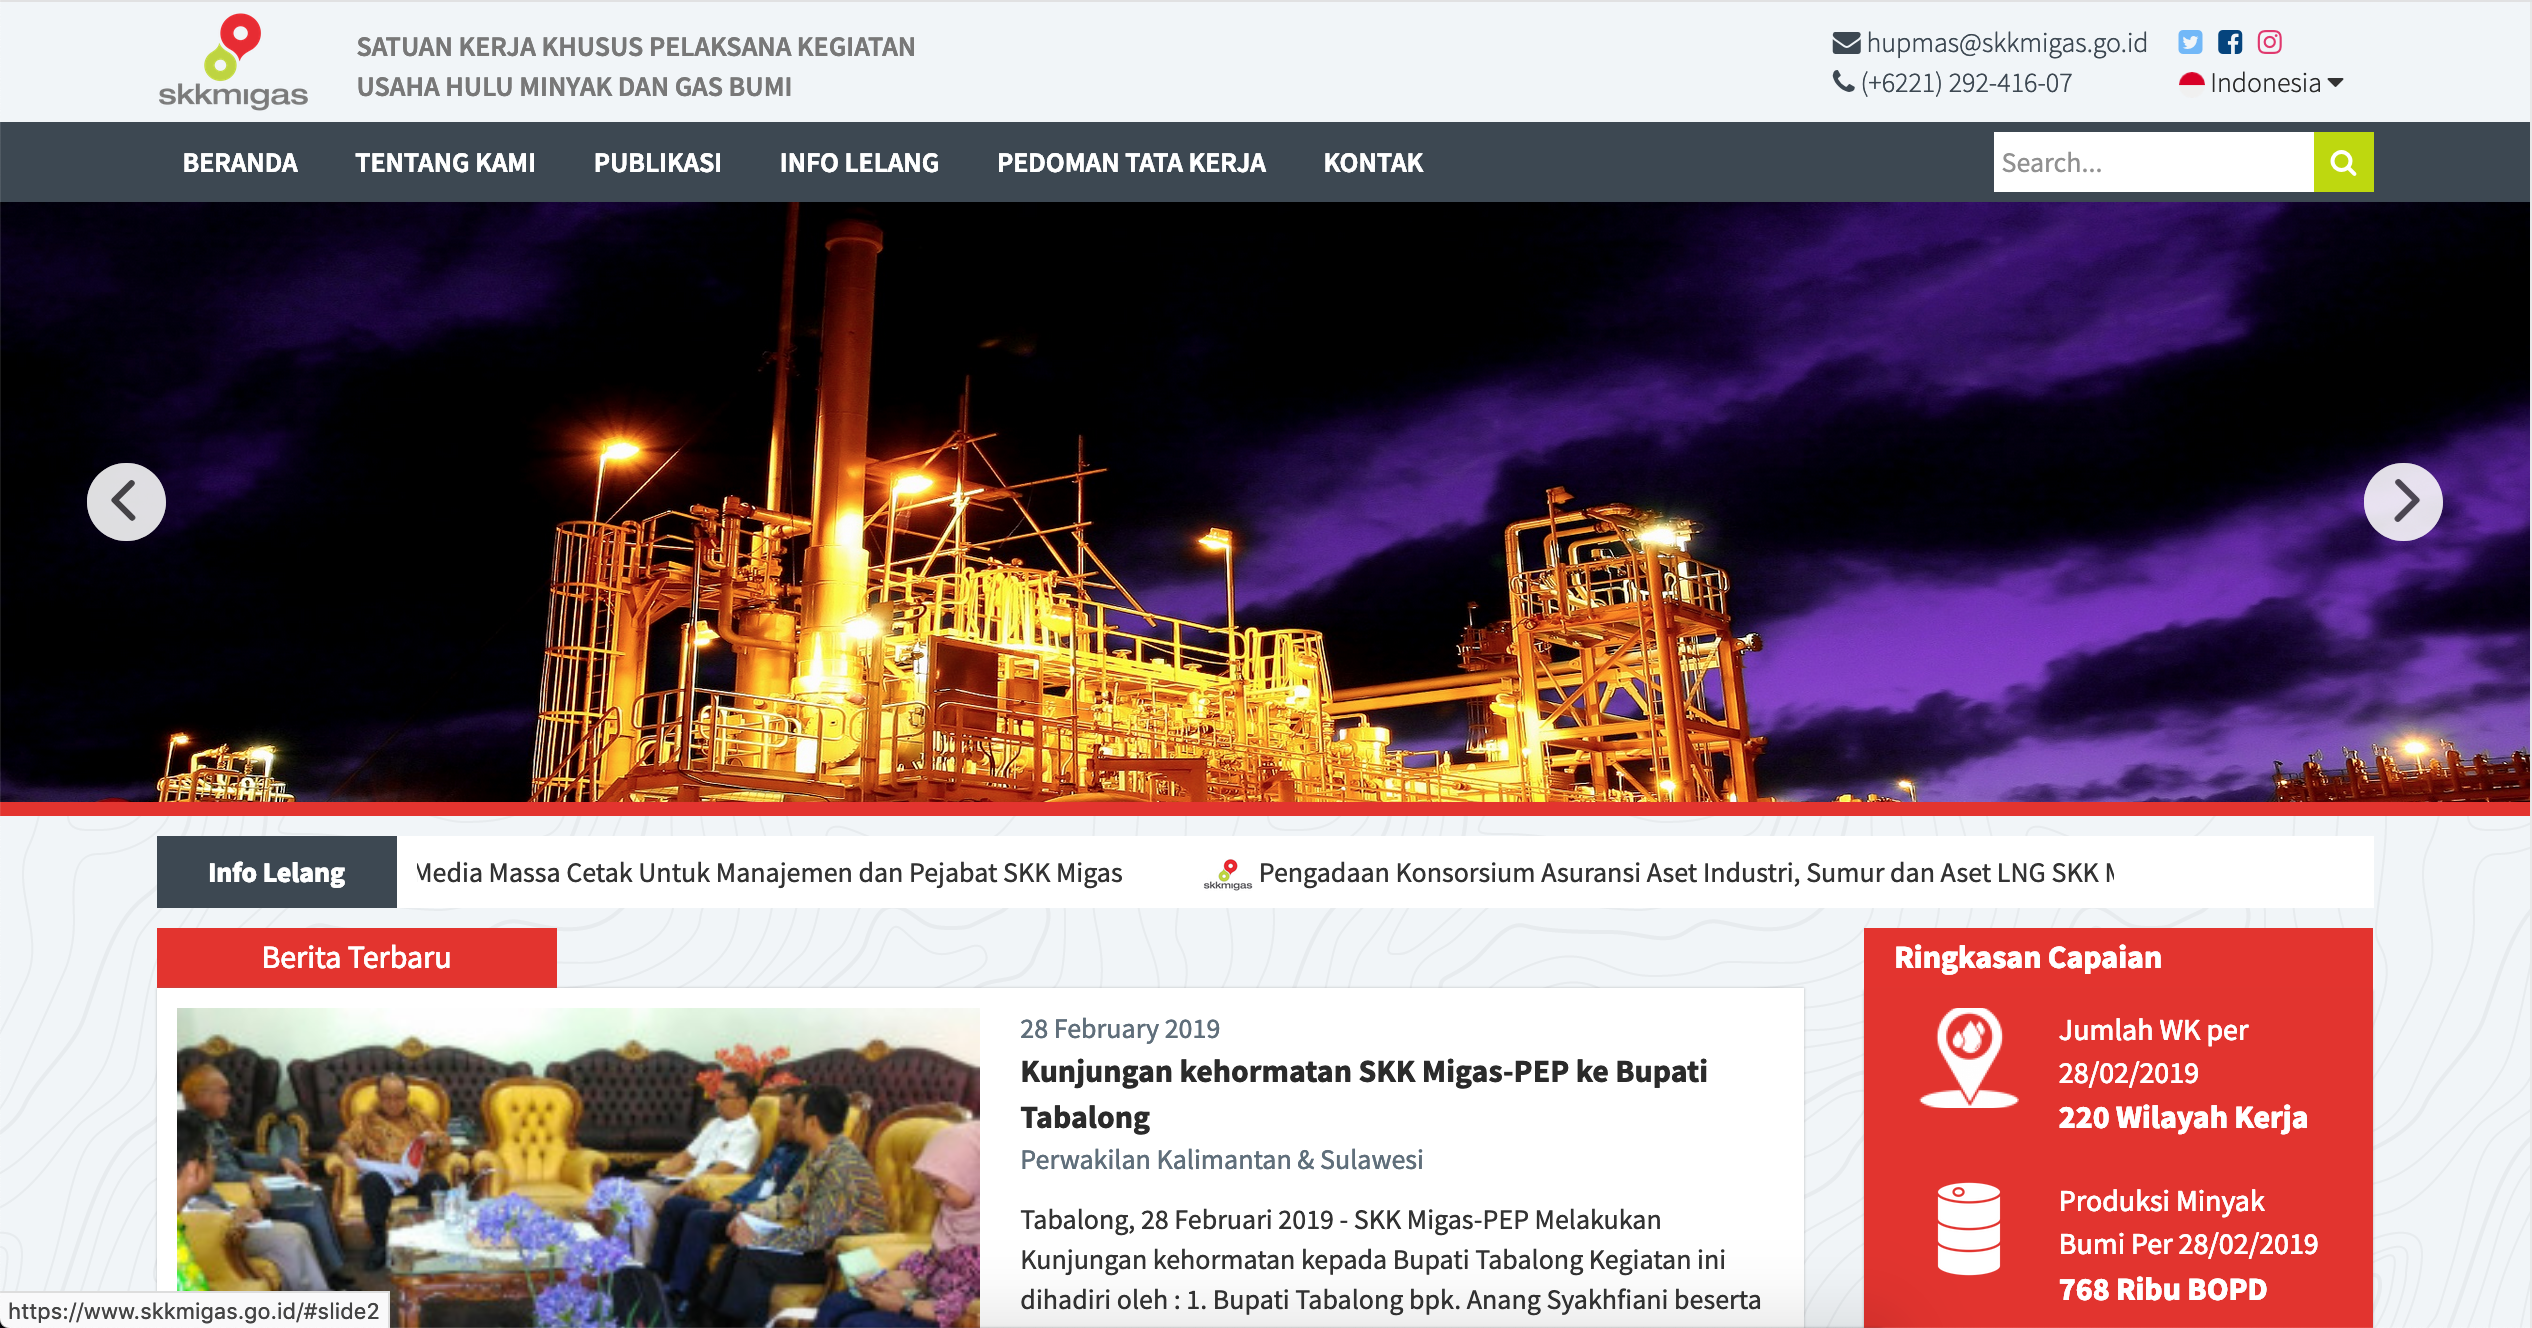 skkmigas
SATUAN KERJA KHUSUS PELAKSANA KEGIATAN
USAHA HULU MINYAK DAN GAS BUMI
hupmas@skkmigas.go.id
(+6221) 292-416-07
Indonesia
BERANDA TENTANG KAMI PUBLIKASI INFO LELANG PEDOMAN TATA KERJA KONTAK
Search...
Info Lelang
Media Massa Cetak Untuk Manajemen dan Pejabat SKK Migas
skkmigas
Pengadaan Konsorsium Asuransi Aset Industri, Sumur dan Aset LNG SKK M
Berita Terbaru
28 February 2019
Kunjungan kehormatan SKK Migas-PEP ke Bupati
Tabalong
Perwakilan Kalimantan & Sulawesi
Tabalong, 28 Februari 2019 - SKK Migas-PEP Melakukan
Kunjungan kehormatan kepada Bupati Tabalong Kegiatan ini
dihadiri oleh : 1. Bupati Tabalong bpk. Anang Syakhfiani beserta
Ringkasan Capaian
Jumlah WK per
28/02/2019
220 Wilayah Kerja
Produksi Minyak
Bumi Per 28/02/2019
768 Ribu BOPD
https://www.skkmigas.go.id/#slide2